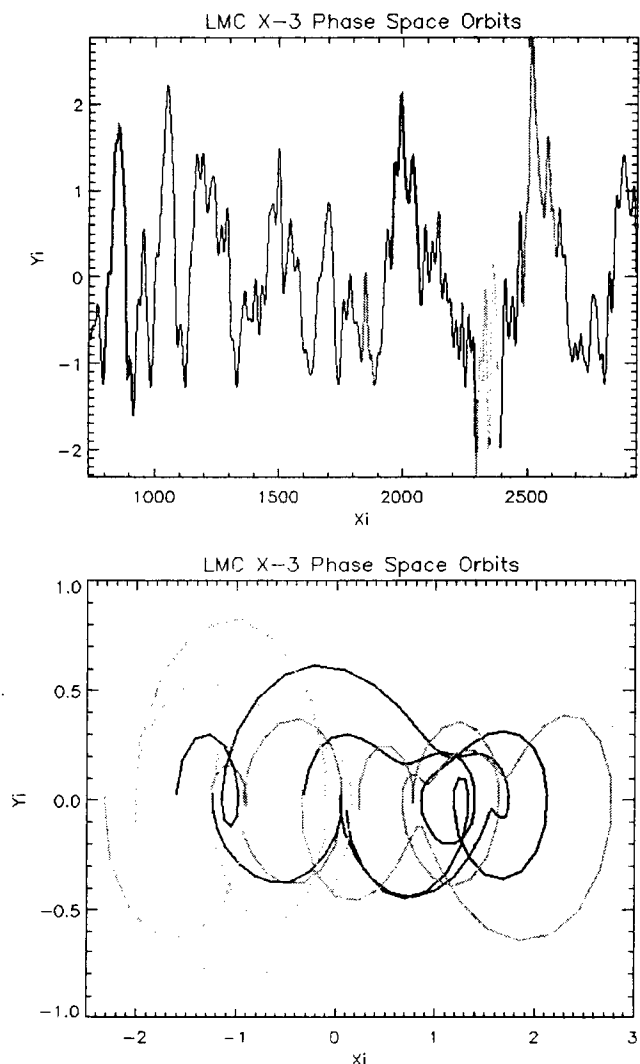 LMC X-3 Phase Space Orbits
2
1
0
-1
-2
Yi
1000 1500 2000 2500
Xi
LMC X-3 Phase Space Orbits
1.0
0.5
0.0
-0.5
-1.0
Yi
-2 -1 0 1 2 3
Xi